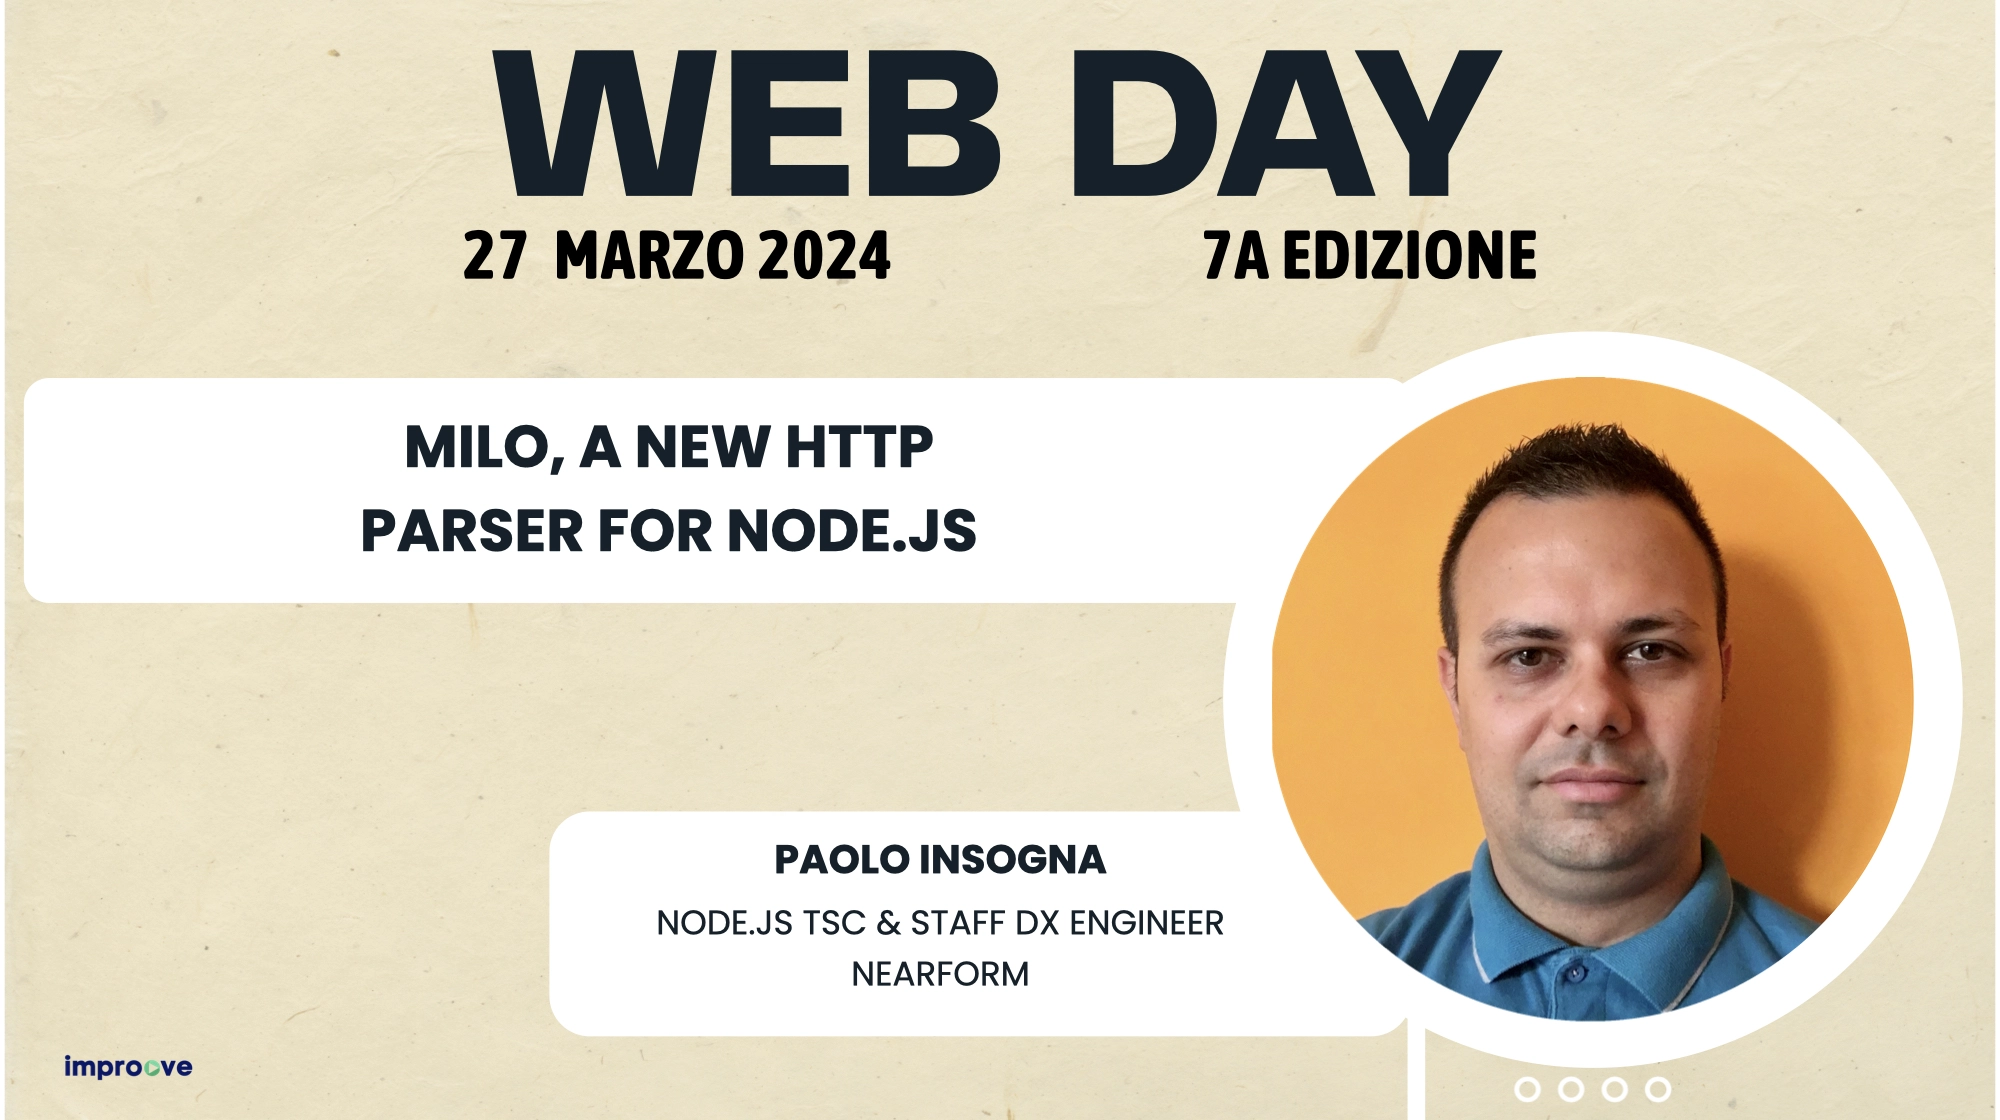 WEB DAY
27 MARZO 2024
7A EDIZIONE
MILO, A NEW HTTP
PARSER FOR NODE.JS
PAOLO INSOGNA
NODE.JS TSC & STAFF DX ENGINEER
NEARFORM
improove